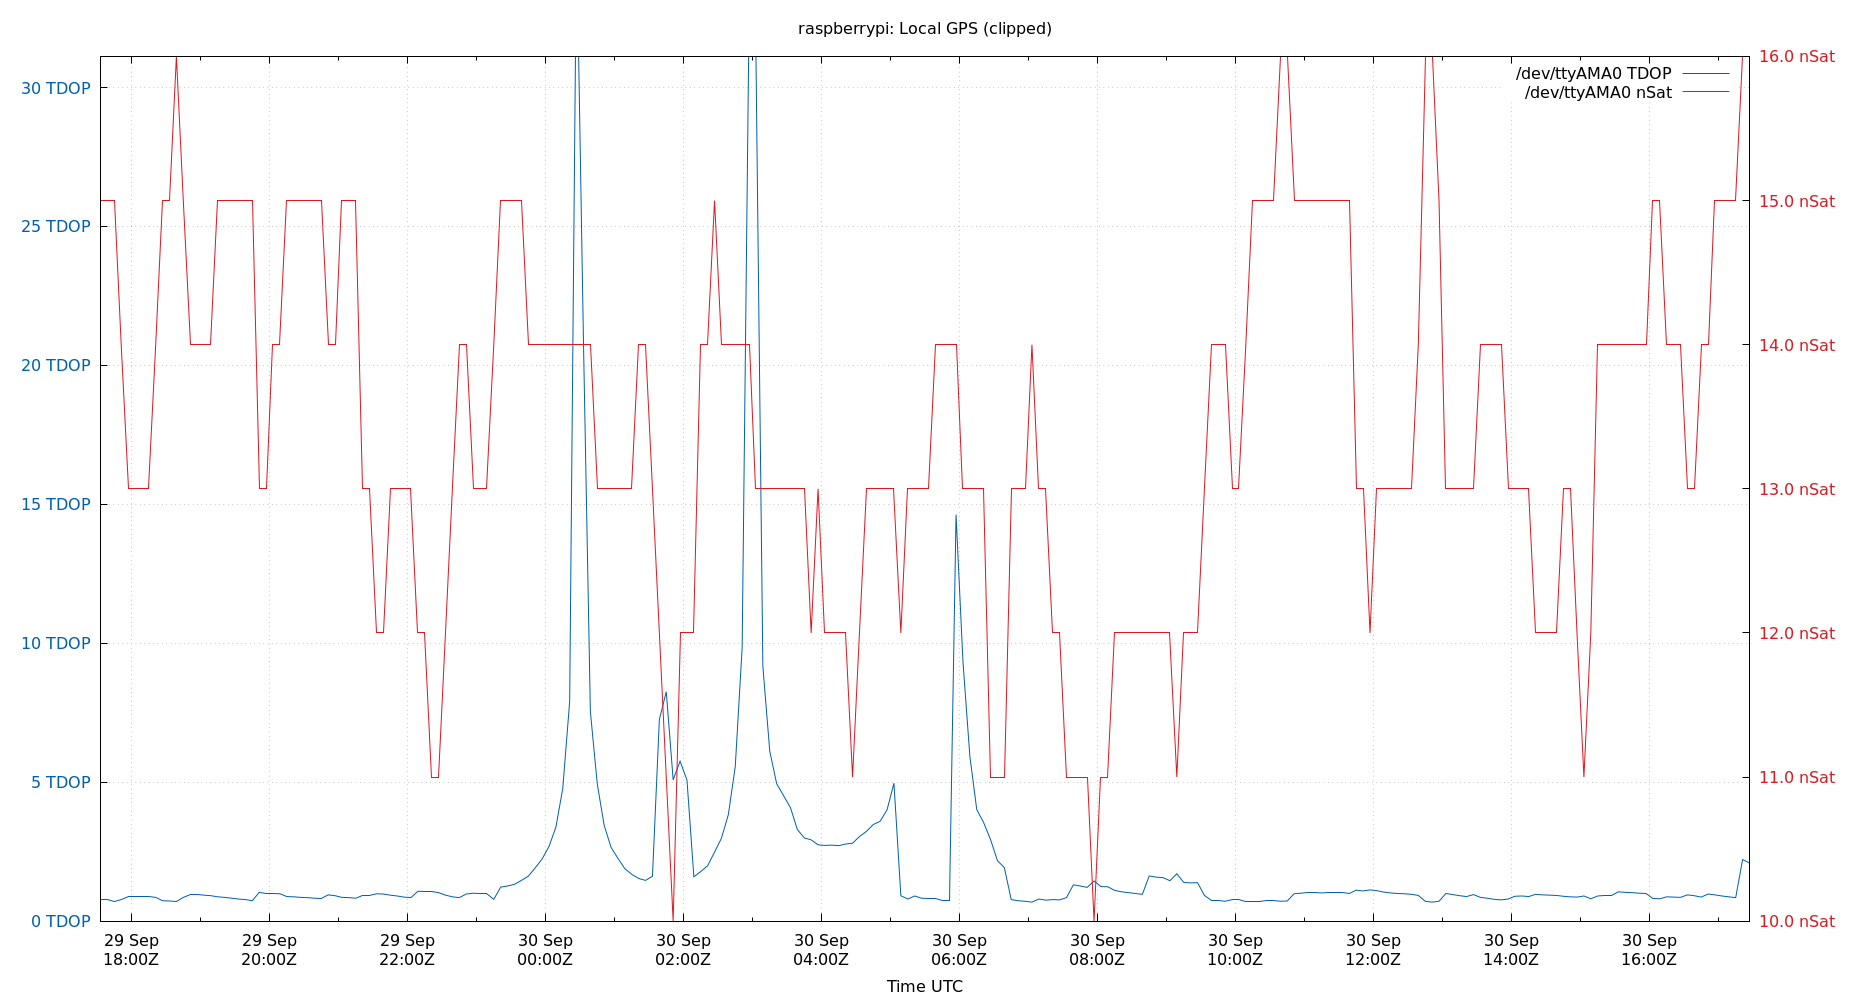 raspberrypi: Local GPS (clipped)
/dev/ttyAMA0 TDOP
/dev/ttyAMA0 nSat
30 TDOP
25 TDOP
20 TDOP
15 TDOP
10 TDOP
5 TDOP
0 TDOP
16.0 nSat
15.0 nSat
14.0 nSat
13.0 nSat
12.0 nSat
11.0 nSat
10.0 nSat
29 Sep
18:00Z
29 Sep
20:00Z
29 Sep
22:00Z
30 Sep
00:00Z
30 Sep
02:00Z
30 Sep
04:00Z
30 Sep
06:00Z
30 Sep
08:00Z
30 Sep
10:00Z
30 Sep
12:00Z
30 Sep
14:00Z
30 Sep
16:00Z
Time UTC